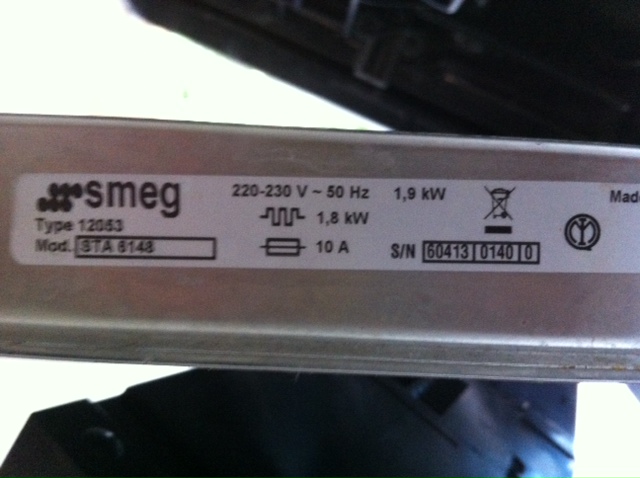 smeg
Type 12053
Mod. STA 6148
220-230 V ~ 50 Hz 1,9 kW
1,8 kW
10 A
S/N 60413 0140 0
Made